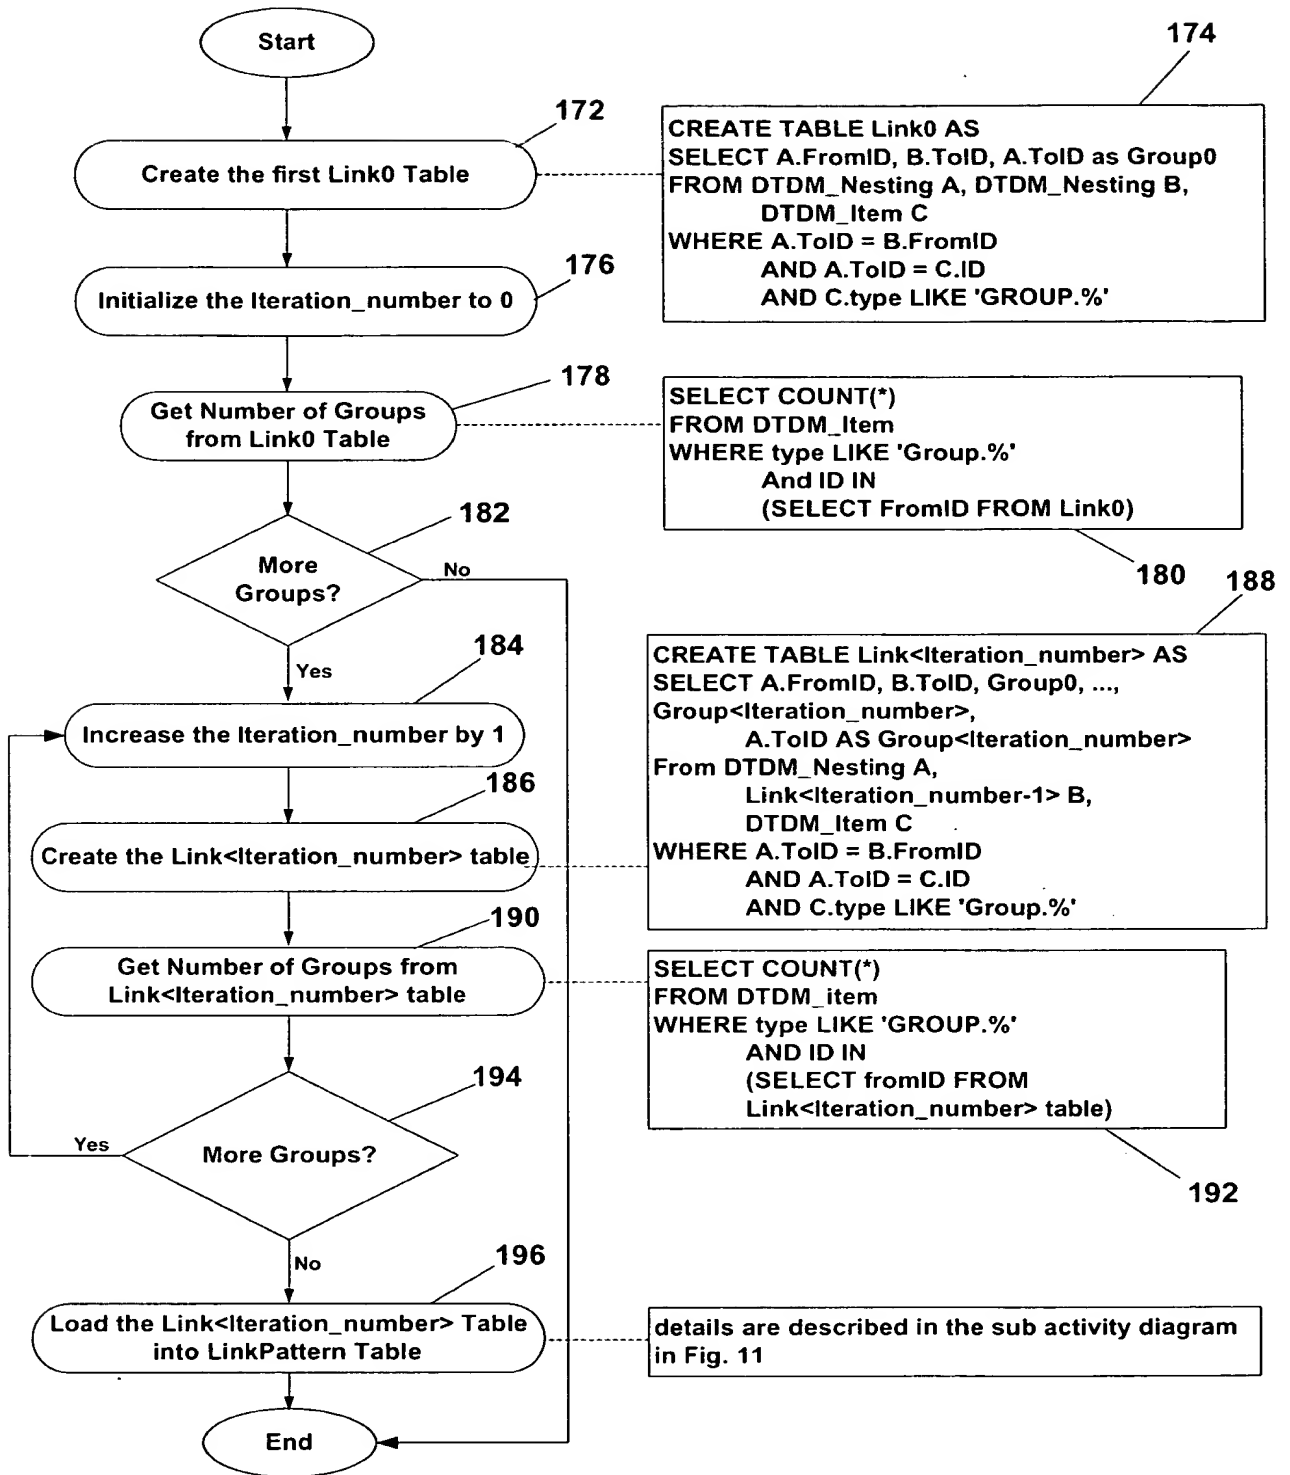 Start
172
Create the first Link0 Table
174
CREATE TABLE Link0 AS
SELECT A.FromID, B.ToID, A.ToID as Group0
FROM DTDM_Nesting A, DTDM_Nesting B,
DTDM_Item C
WHERE A.ToID = B.FromID
AND A.ToID = C.ID
AND C.type LIKE 'GROUP.%'
176
Initialize the Iteration_number to 0
178
Get Number of Groups
from Link0 Table
SELECT COUNT(*)
FROM DTDM_Item
WHERE type LIKE 'Group.%'
And ID IN
(SELECT FromID FROM Link0)
180
182
More
Groups?
No
Yes
184
Increase the Iteration_number by 1
186
Create the Link<Iteration_number> table
188
CREATE TABLE Link<Iteration_number> AS
SELECT A.FromID, B.ToID, Group0, ...,
Group<Iteration_number>,
A.ToID AS Group<Iteration_number>
From DTDM_Nesting A,
Link<Iteration_number-1> B,
DTDM_Item C
WHERE A.ToID = B.FromID
AND A.ToID = C.ID
AND C.type LIKE 'Group.%'
190
Get Number of Groups from
Link<Iteration_number> table
SELECT COUNT(*)
FROM DTDM_item
WHERE type LIKE 'GROUP.%'
AND ID IN
(SELECT fromID FROM
Link<Iteration_number> table)
192
194
More Groups?
Yes
No
196
Load the Link<Iteration_number> Table
into LinkPattern Table
details are described in the sub activity diagram
in Fig. 11
End